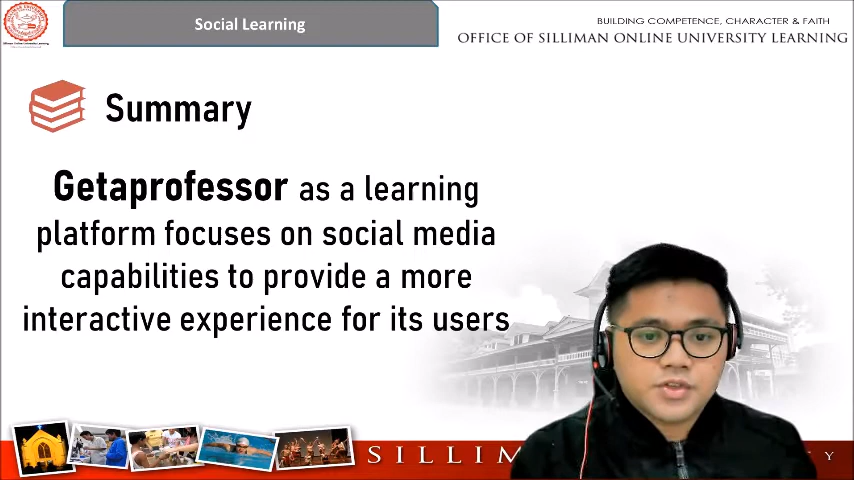 Social Learning
BUILDING COMPETENCE, CHARACTER & FAITH
OFFICE OF SILLIMAN ONLINE UNIVERSITY LEARNING
Summary
Getaprofessor as a learning
platform focuses on social media
capabilities to provide a more
interactive experience for its users
SILLIM